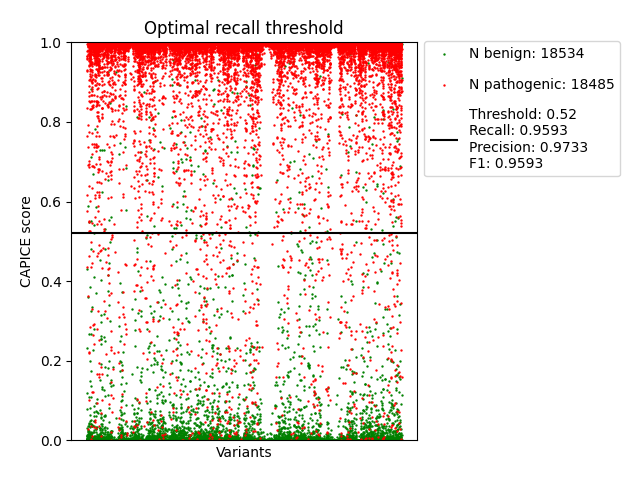 Optimal recall threshold
1.0
0.8
0.6
0.4
0.2
0.0
CAPICE score
Variants
N benign: 18534
N pathogenic: 18485
Threshold: 0.52
Recall: 0.9593
Precision: 0.9733
F1: 0.9593